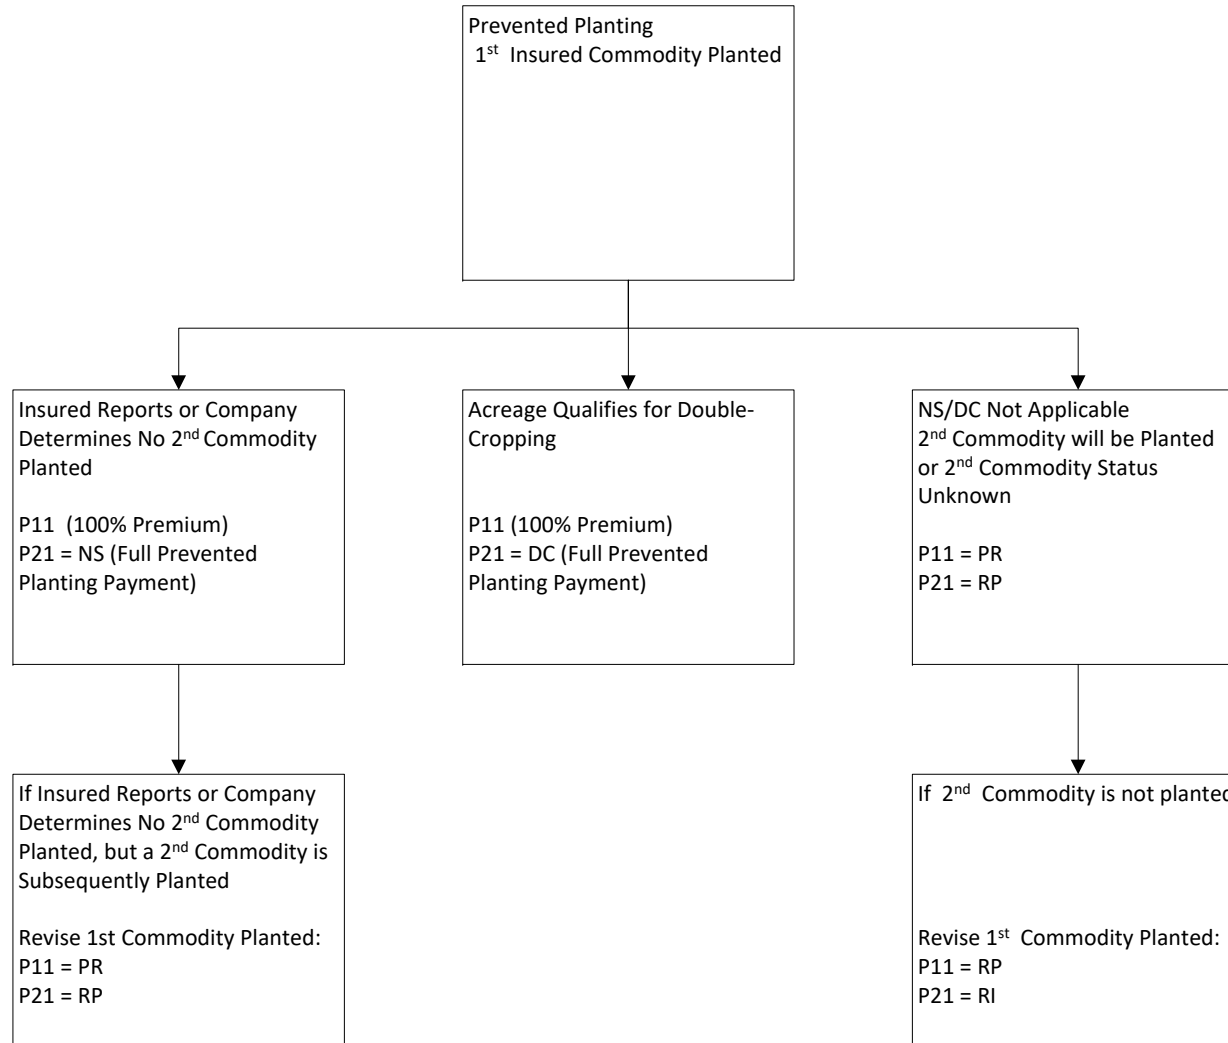 Prevented Planting
1st Insured Commodity Planted
Insured Reports or Company
Determines No 2nd Commodity
Planted
P11 (100% Premium)
P21 = NS (Full Prevented
Planting Payment)
Acreage Qualifies for Double-
Cropping
P11 (100% Premium)
P21 = DC (Full Prevented
Planting Payment)
NS/DC Not Applicable
2nd Commodity will be Planted
or 2nd Commodity Status
Unknown
P11 = PR
P21 = RP
If Insured Reports or Company
Determines No 2nd Commodity
Planted, but a 2nd Commodity is
Subsequently Planted
Revise 1st Commodity Planted:
P11 = PR
P21 = RP
If 2nd Commodity is not planted
Revise 1st Commodity Planted:
P11 = RP
P21 = RI